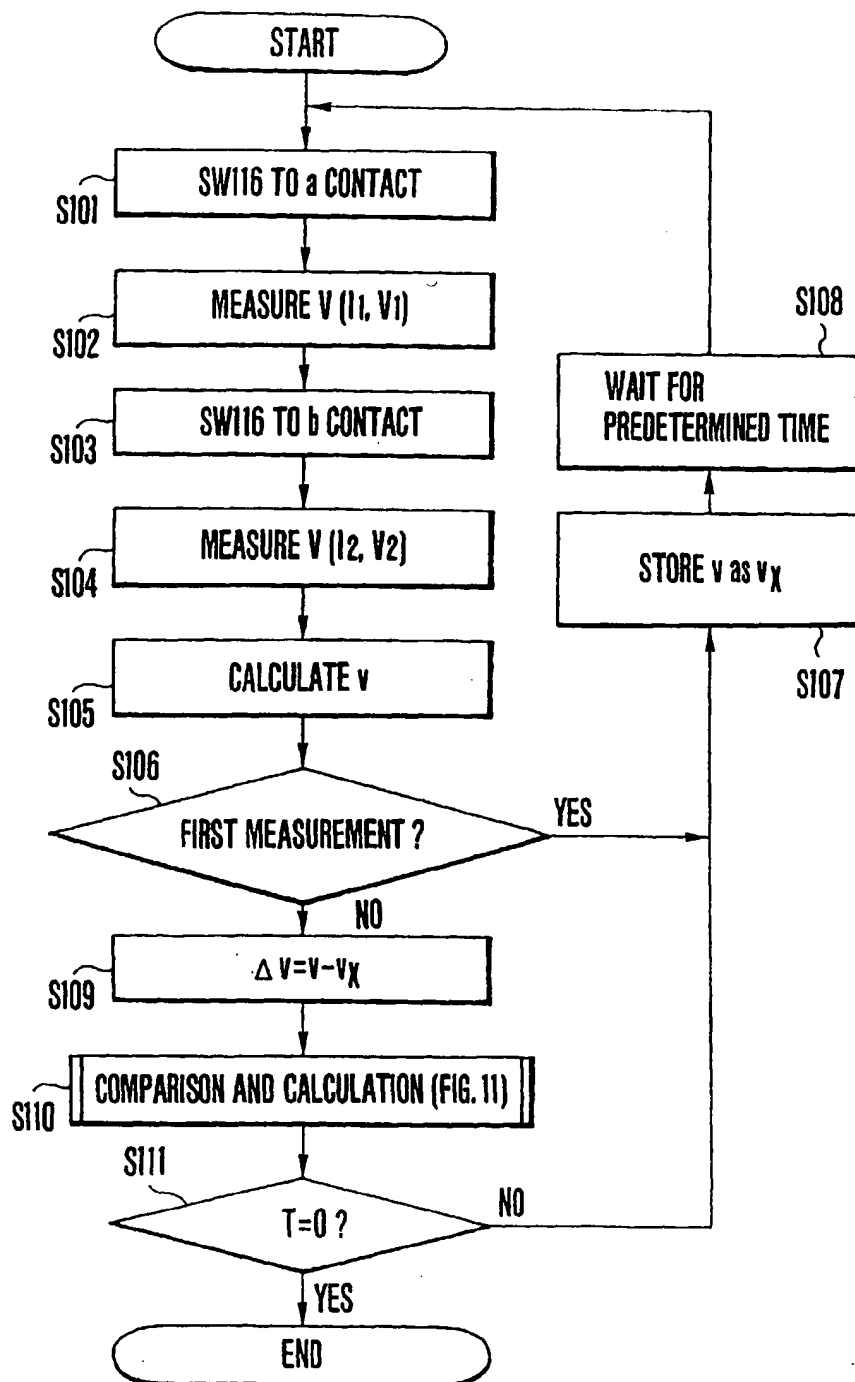 START
SW116 TO a CONTACT
S101
MEASURE V (I1, V1)
S102
SW116 TO b CONTACT
S103
MEASURE V (I2, V2)
S104
CALCULATE v
S105
S106
FIRST MEASUREMENT ?
YES
NO
S108
WAIT FOR
PREDETERMINED TIME
STORE v as vX
S107
Δ v=v-vX
S109
COMPARISON AND CALCULATION (FIG. 11)
S110
S111
T=0 ?
NO
YES
END